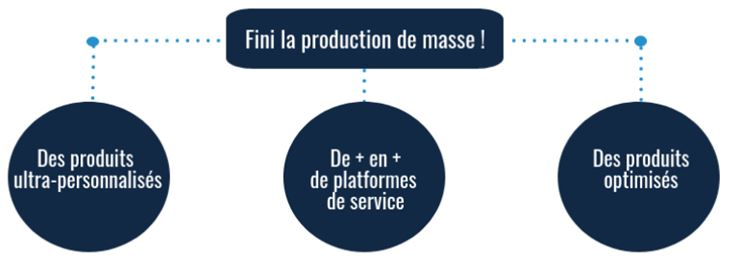 Fini la production de masse !
Des produits
ultra-personnalisés
De + en +
de platformes
de service
Des produits
optimisés